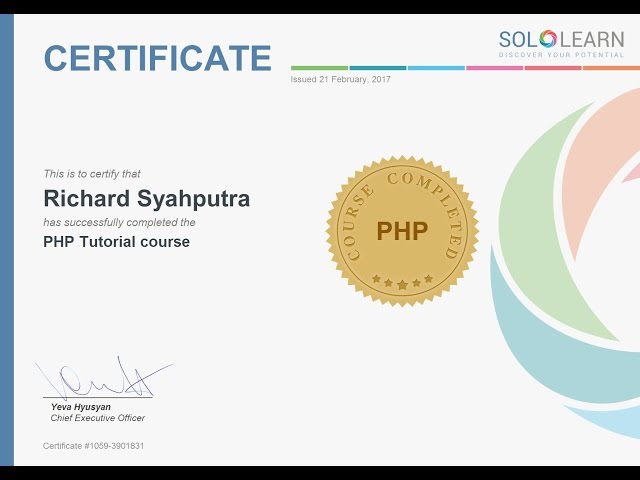 CERTIFICATE
SOLOLEARN
DISCOVER YOUR POTENTIAL
Issued 21 February, 2017
This is to certify that
Richard Syahputra
has successfully completed the
PHP Tutorial course
COURSE COMPLETED
PHP
Yeva Hyusyan
Chief Executive Officer
Certificate #1059-3901831